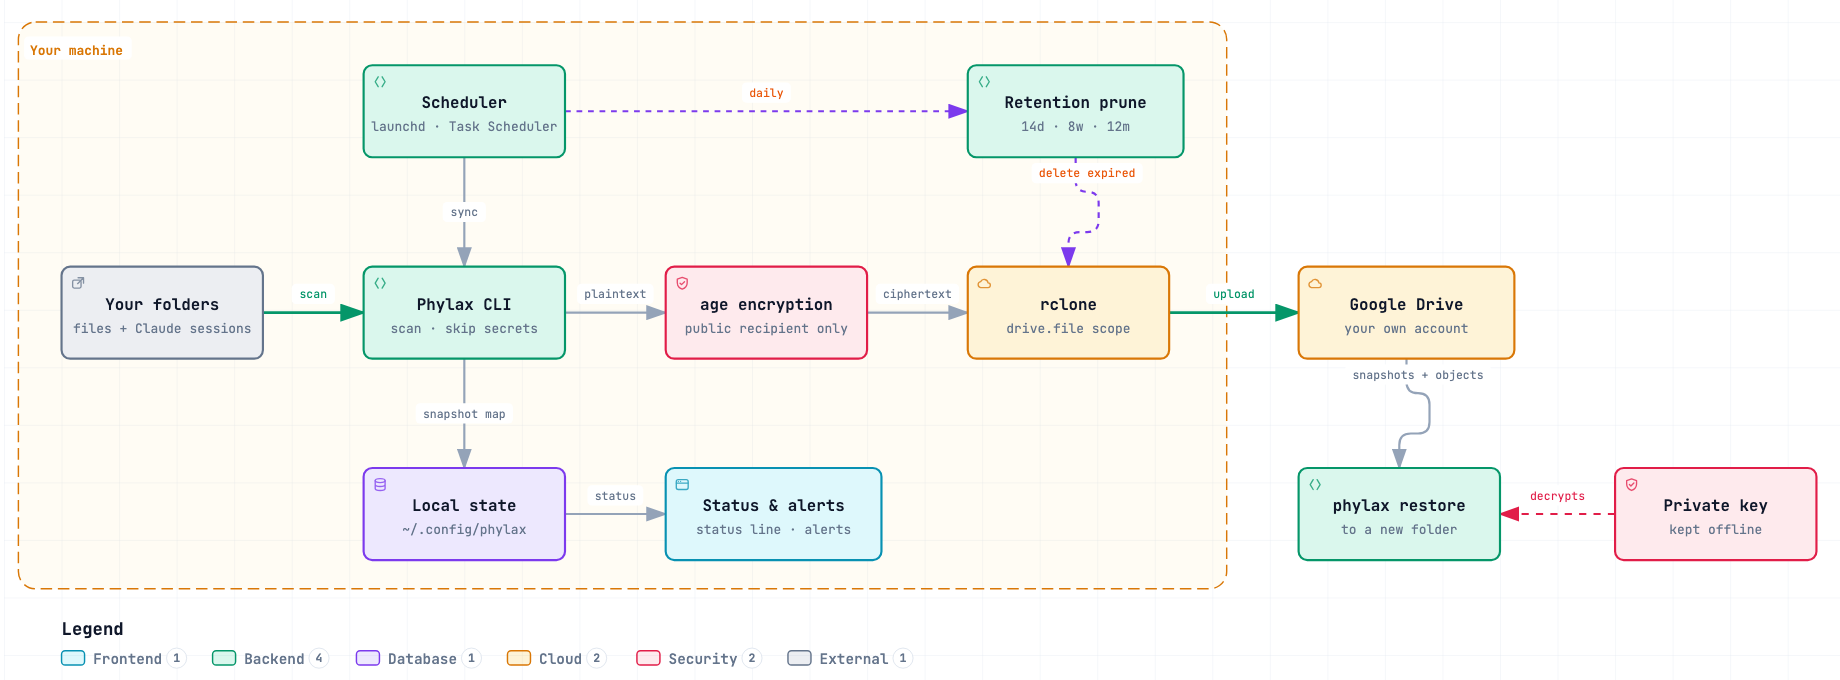 Your machine
Scheduler
launchd · Task Scheduler
daily
Retention prune
14d · 8w · 12m
delete expired
sync
Your folders
files + Claude sessions
scan
Phylax CLI
scan · skip secrets
plaintext
age encryption
public recipient only
ciphertext
rclone
drive.file scope
upload
Google Drive
your own account
snapshots + objects
snapshot map
Local state
~/.config/phylax
status
Status & alerts
status line · alerts
phylax restore
to a new folder
decrypts
Private key
kept offline
Legend
Frontend 1
Backend 4
Database 1
Cloud 2
Security 2
External 1